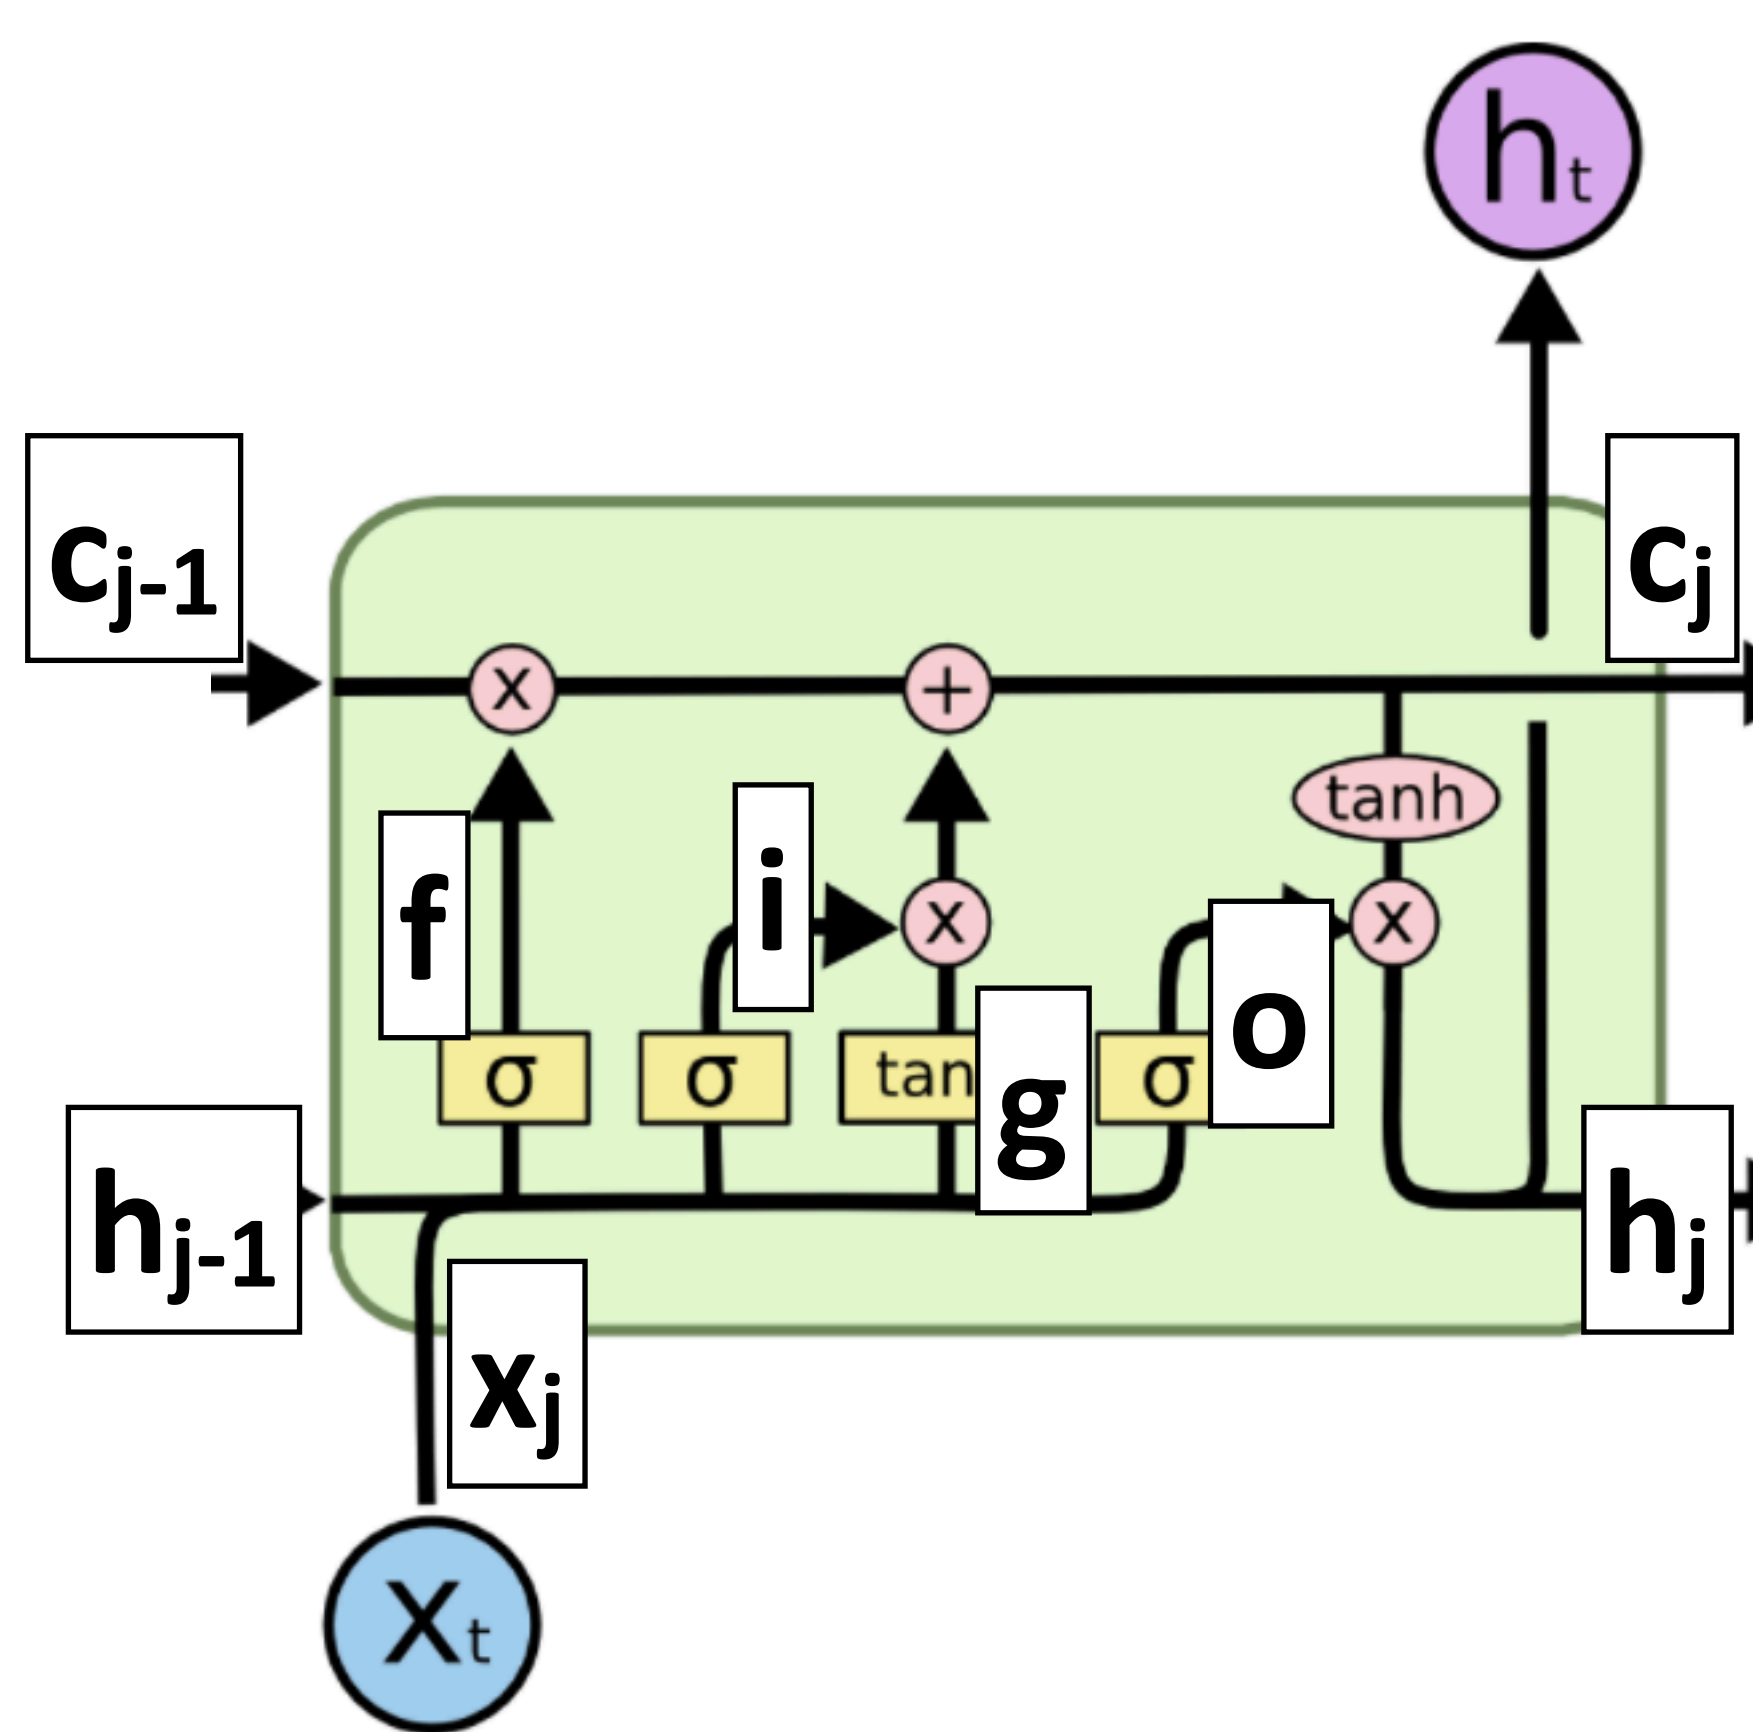 ht
cj-1
cj
x
+
tanh
f
i
x
x
o
σ
σ
tan
g
σ
hj-1
hj
xj
xt